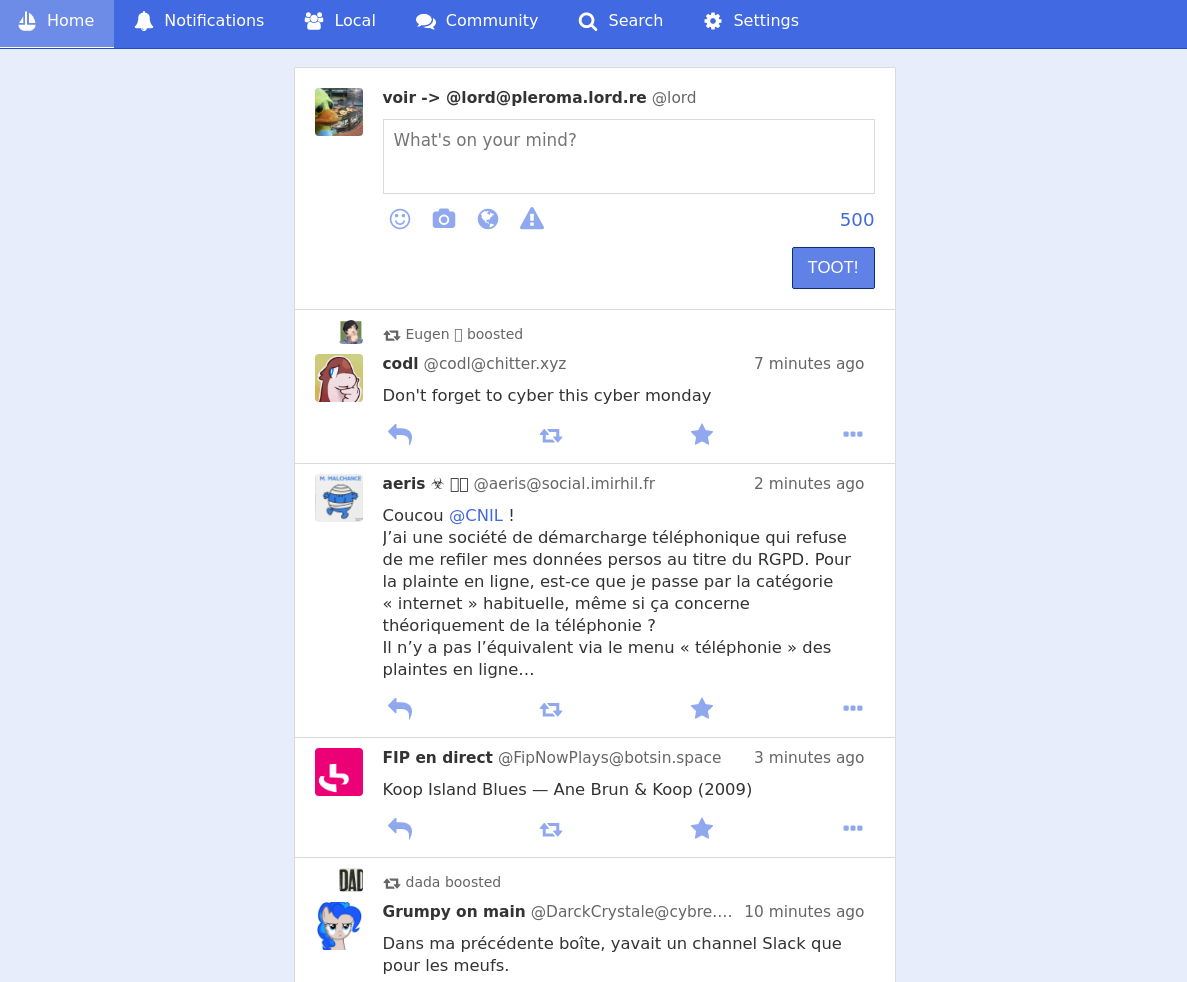 Home Notifications Local Community Search Settings
voir -> @lord@pleroma.lord.re @lord
What's on your mind?
500
TOOT!
Eugen boosted
codl @codl@chitter.xyz 7 minutes ago
Don't forget to cyber this cyber monday
M. MALCHANCE
aeris ☣ @aeris@social.imirhil.fr 2 minutes ago
Coucou @CNIL !
J’ai une société de démarcharge téléphonique qui refuse
de me refiler mes données persos au titre du RGPD. Pour
la plainte en ligne, est-ce que je passe par la catégorie
« internet » habituelle, même si ça concerne
théoriquement de la téléphonie ?
Il n’y a pas l’équivalent via le menu « téléphonie » des
plaintes en ligne…
FIP en direct @FipNowPlays@botsin.space 3 minutes ago
Koop Island Blues — Ane Brun & Koop (2009)
DAD
dada boosted
Grumpy on main @DarckCrystale@cybre.… 10 minutes ago
Dans ma précédente boîte, yavait un channel Slack que
pour les meufs.